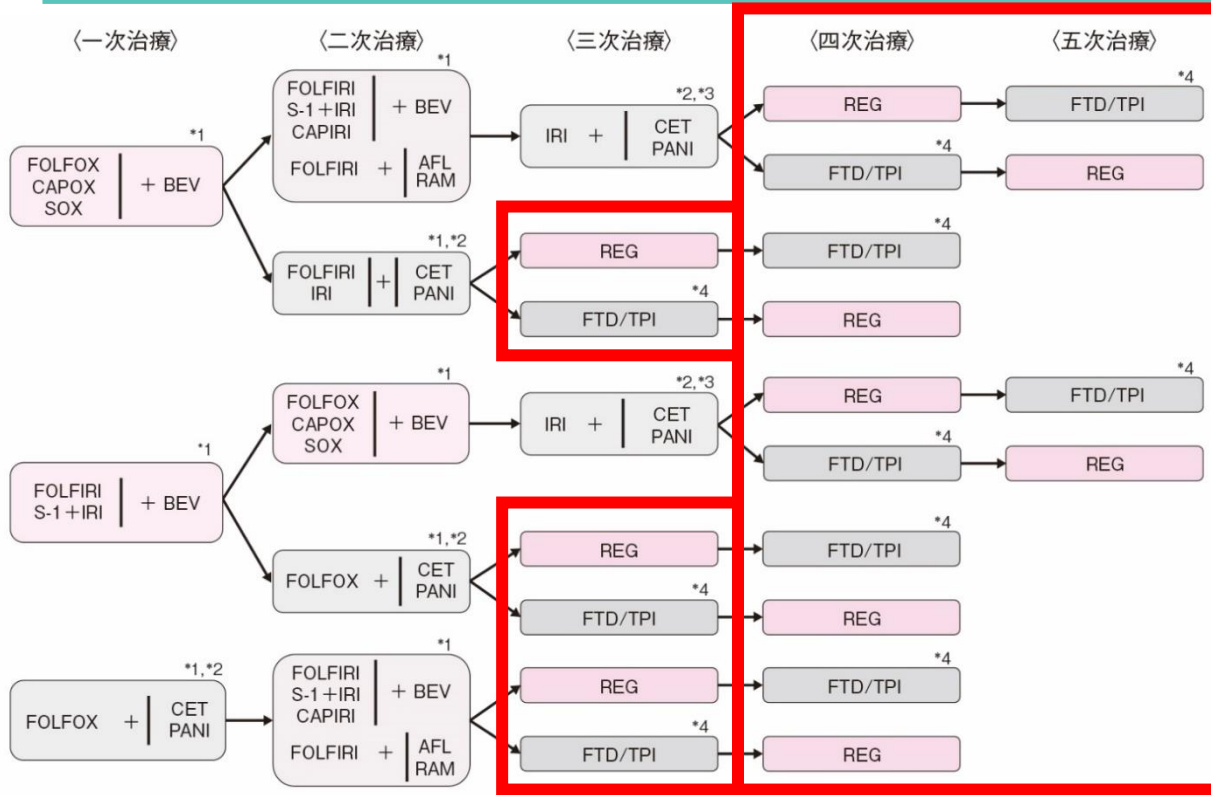 〈一次治療〉 〈二次治療〉 〈三次治療〉 〈四次治療〉 〈五次治療〉
*1
FOLFOX
CAPOX
SOX
+ BEV
*1
FOLFIRI
S-1+IRI
CAPIRI
+ BEV
FOLFIRI +
AFL
RAM
*2,*3
IRI +
CET
PANI
REG
*4
FTD/TPI
*4
FTD/TPI
REG
*1,*2
FOLFIRI
IRI
+
CET
PANI
REG
*4
FTD/TPI
*4
FTD/TPI
REG
*1
FOLFIRI
S-1+IRI
+ BEV
*1
FOLFOX
CAPOX
SOX
+ BEV
*2,*3
IRI +
CET
PANI
REG
*4
FTD/TPI
*4
FTD/TPI
REG
*1,*2
FOLFOX +
CET
PANI
REG
*4
FTD/TPI
*4
FTD/TPI
REG
*1,*2
FOLFOX +
CET
PANI
*1
FOLFIRI
S-1+IRI
CAPIRI
+ BEV
FOLFIRI +
AFL
RAM
REG
*4
FTD/TPI
*4
FTD/TPI
REG